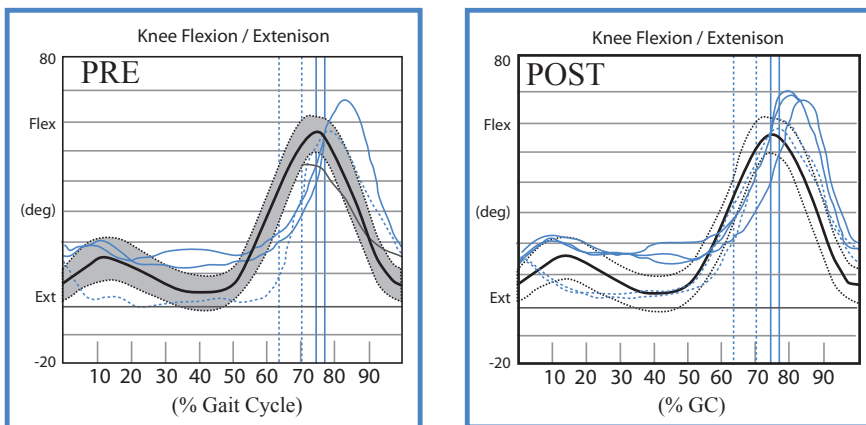 Knee Flexion / Extenison
PRE
80
Flex
(deg)
Ext
-20
10 20 30 40 50 60 70 80 90
(% Gait Cycle)
Knee Flexion / Extenison
POST
80
Flex
(deg)
Ext
-20
10 20 30 40 50 60 70 80 90
(% GC)